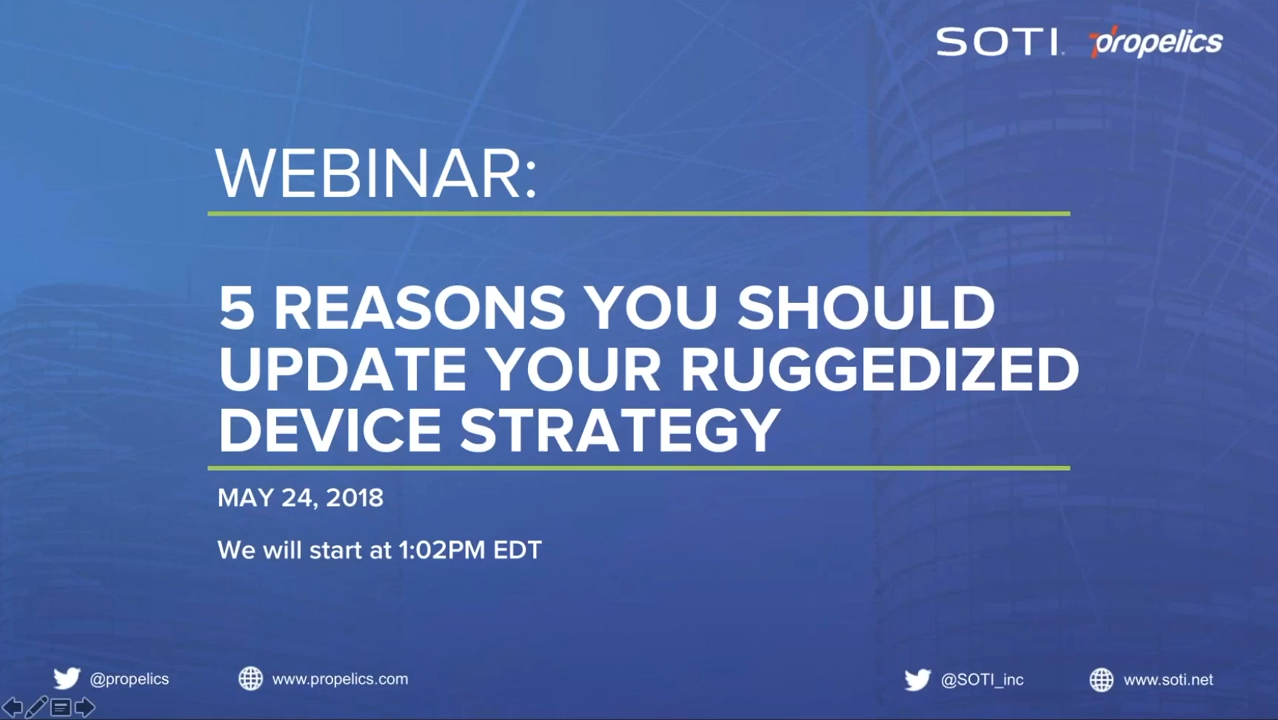 SOTI propelics
WEBINAR:
5 REASONS YOU SHOULD
UPDATE YOUR RUGGEDIZED
DEVICE STRATEGY
MAY 24, 2018
We will start at 1:02PM EDT
@propelics www.propelics.com @SOTI_inc www.soti.net